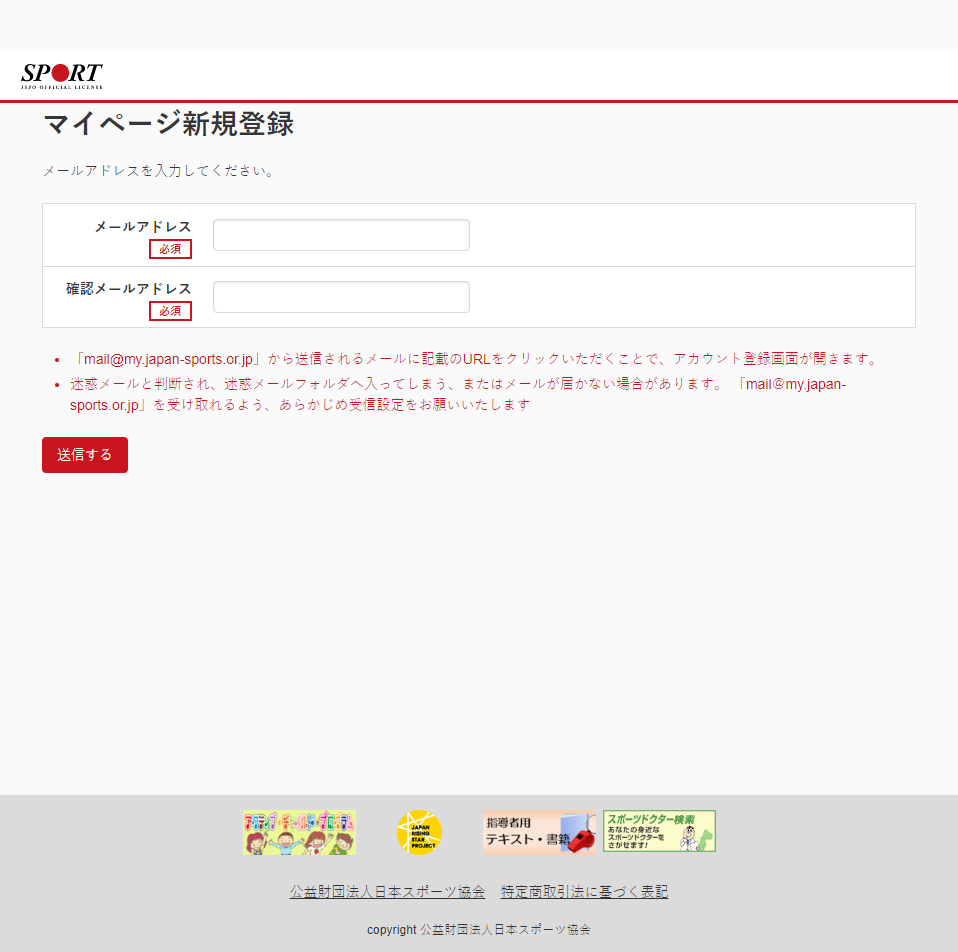 SPORT
JSPO OFFICIAL LICENSE
マイページ新規登録
メールアドレスを入力してください。
メールアドレス
必須
確認メールアドレス
必須
「mail@my.japan-sports.or.jp」から送信されるメールに記載のURLをクリックいただくことで、アカウント登録画面が開きます。
迷惑メールと判断され、迷惑メールフォルダへ入ってしまう、またはメールが届かない場合があります。 「mail＠my.japan-
sports.or.jp」を受け取れるよう、あらかじめ受信設定をお願いいたします
送信する
アクティブ・チャイルド・プログラム
JAPAN
RISING
STAR
PROJECT
指導者用
テキスト・書籍
スポーツドクター検索
あなたの身近な
スポーツドクターを
さがせます!
公益財団法人日本スポーツ協会 特定商取引法に基づく表記
copyright 公益財団法人日本スポーツ協会